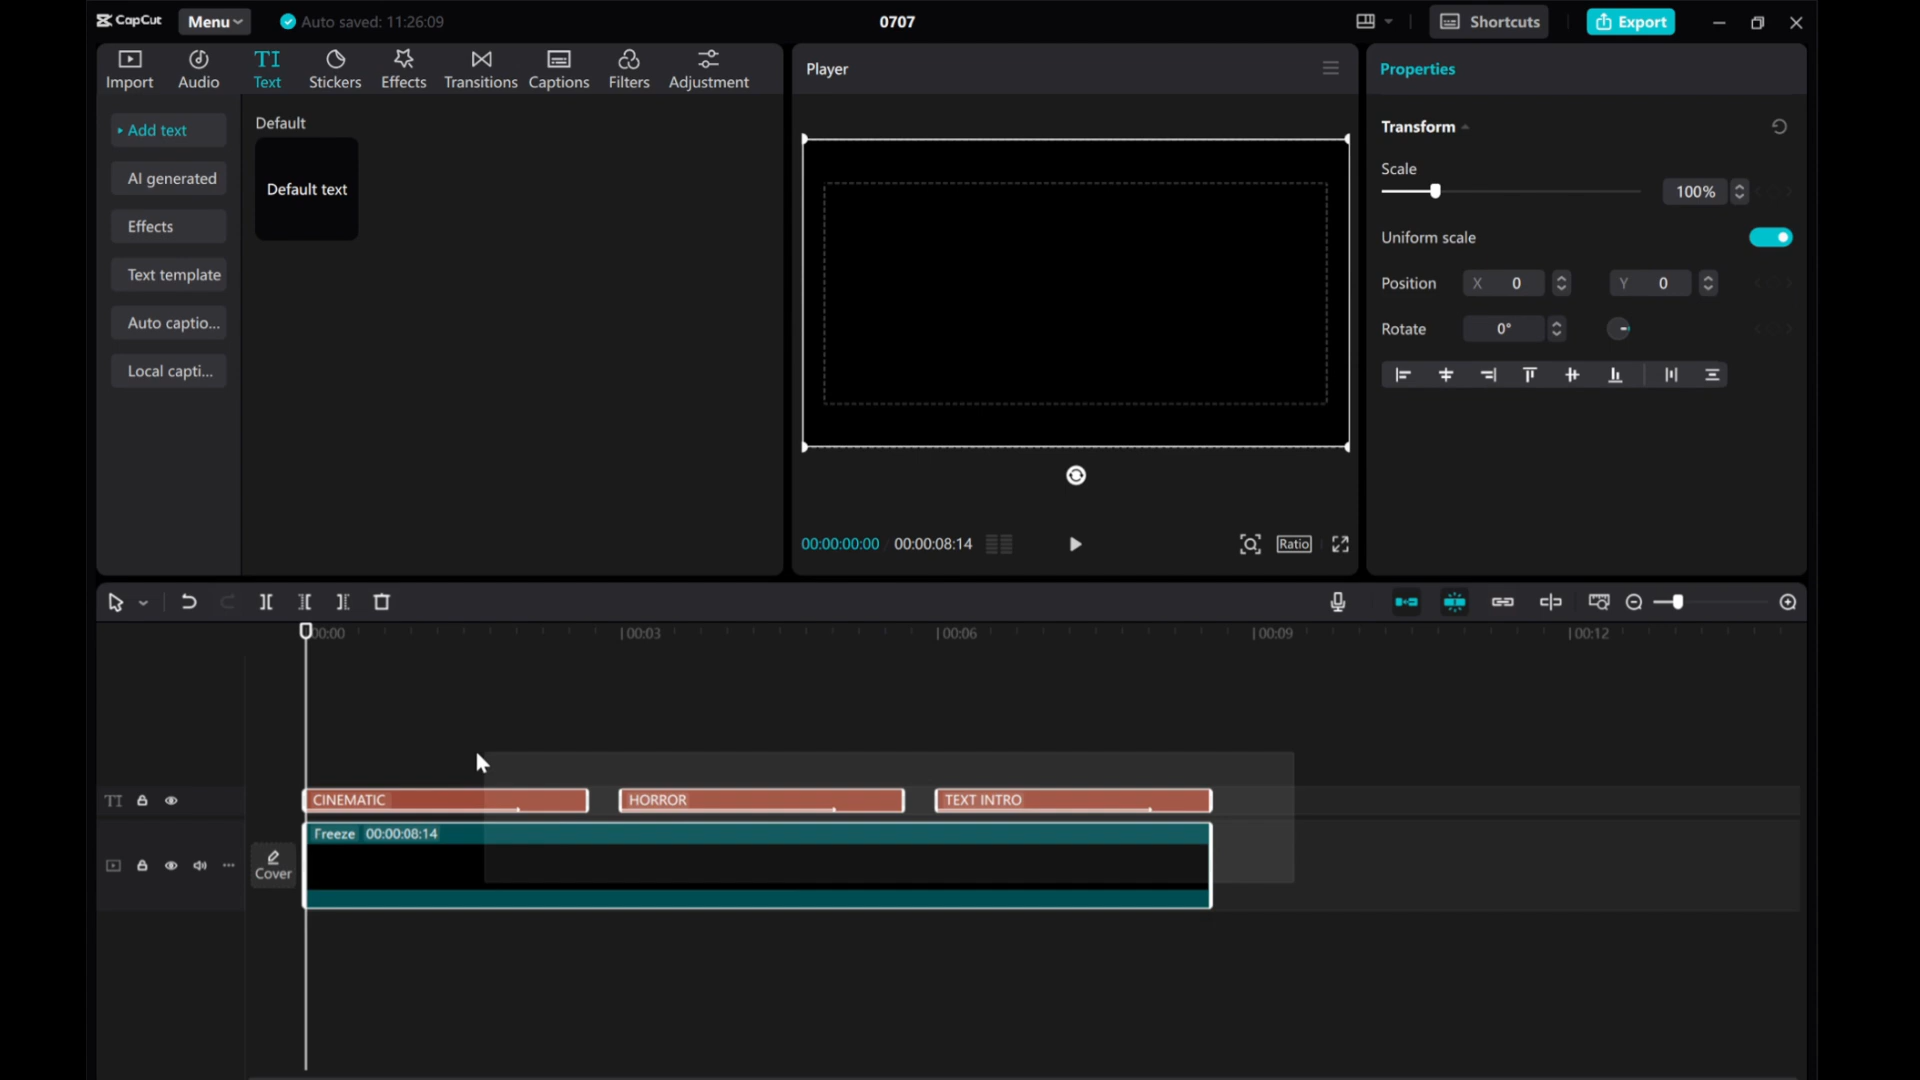 CapCut Menu Auto saved: 11:26:09 0707 Shortcuts Export
Import Audio TI Text Stickers Effects Transitions Captions Filters Adjustment
Player
Properties
Add text
AI generated
Effects
Text template
Auto captio...
Local capti...
Default
Default text
Transform
Scale
100%
Uniform scale
Position X 0 Y 0
Rotate 0°
00:00:00:00 00:00:08:14
Ratio
00:00 00:03 00:06 00:09 00:12
TI CINEMATIC HORROR TEXT INTRO
Freeze 00:00:08:14
Cover